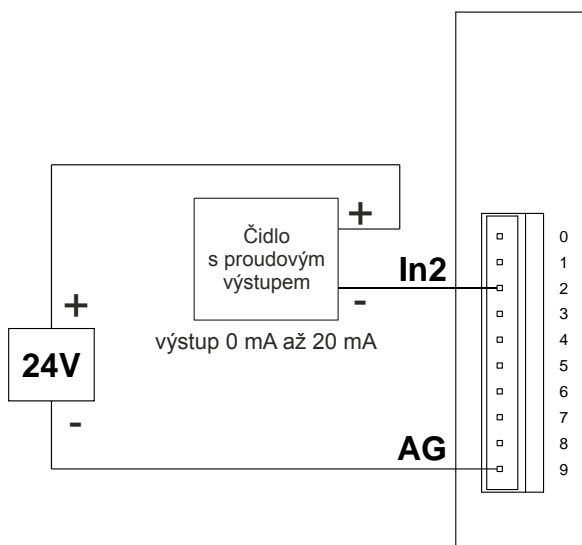 +
Čidlo
s proudovým
výstupem
+
-
In2
výstup 0 mA až 20 mA
+
24V
-
AG
0
1
2
3
4
5
6
7
8
9